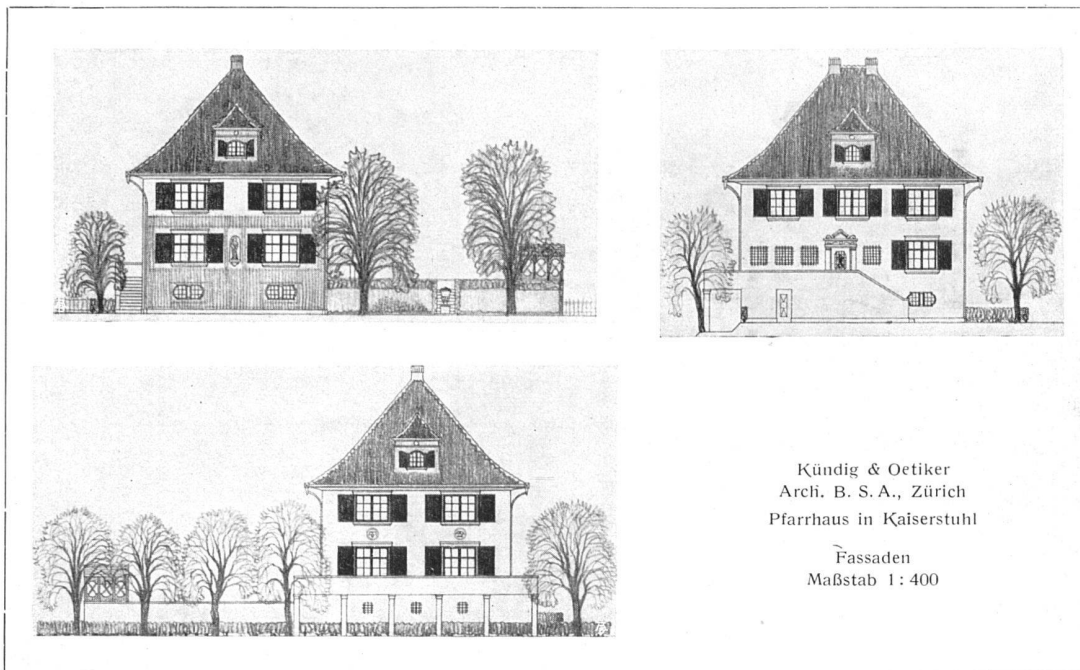 Kündig & Oetiker
Arch. B. S. A., Zürich
Pfarrhaus in Kaiserstuhl
Fassaden
Maßstab 1 : 400